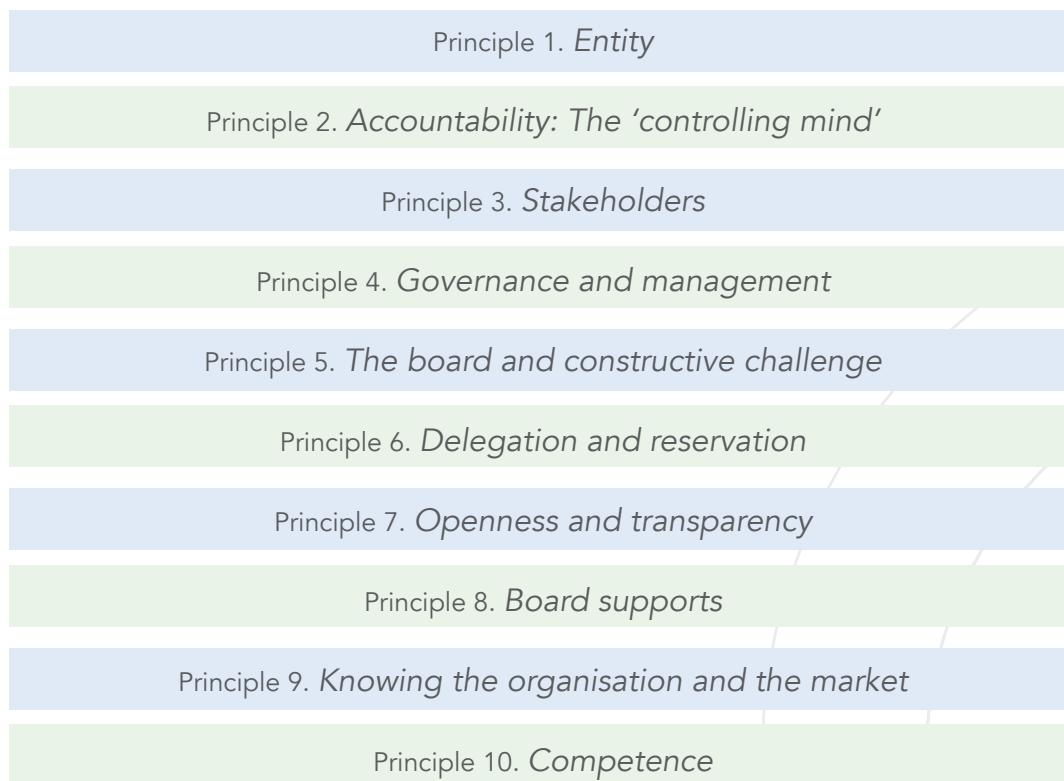 Principle 1. Entity
Principle 2. Accountability: The ‘controlling mind’
Principle 3. Stakeholders
Principle 4. Governance and management
Principle 5. The board and constructive challenge
Principle 6. Delegation and reservation
Principle 7. Openness and transparency
Principle 8. Board supports
Principle 9. Knowing the organisation and the market
Principle 10. Competence